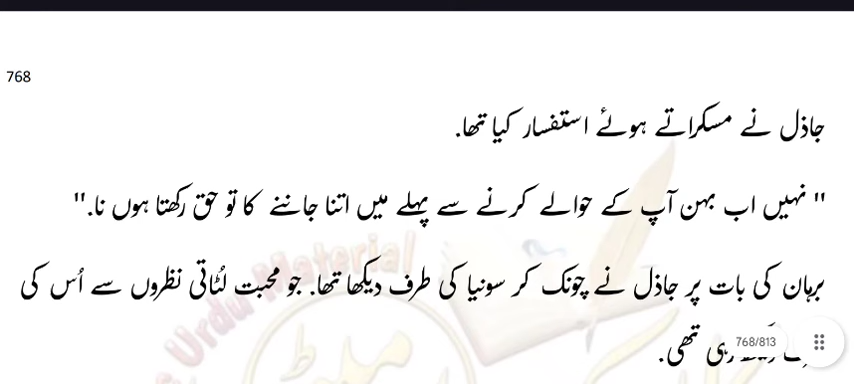 768
جاذل نے مسکراتے ہوئے استفسار کیا تھا.
" نہیں اب بہن آپ کے حوالے کرنے سے پہلے میں اتنا جاننے کا تو حق رکھتا ہوں نا."
برہان کی بات پر جاذل نے چونک کر سونیا کی طرف دیکھا تھا. جو محبت لٹاتی نظروں سے اُس کی
768/813
رہی تھی.
Urdu Material